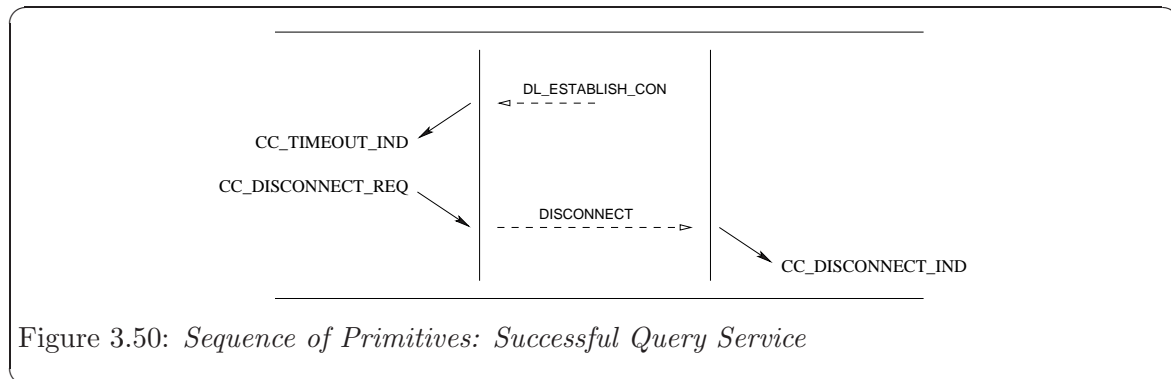 DL_ESTABLISH_CON
CC_TIMEOUT_IND
CC_DISCONNECT_REQ
DISCONNECT
CC_DISCONNECT_IND
Figure 3.50: Sequence of Primitives: Successful Query Service